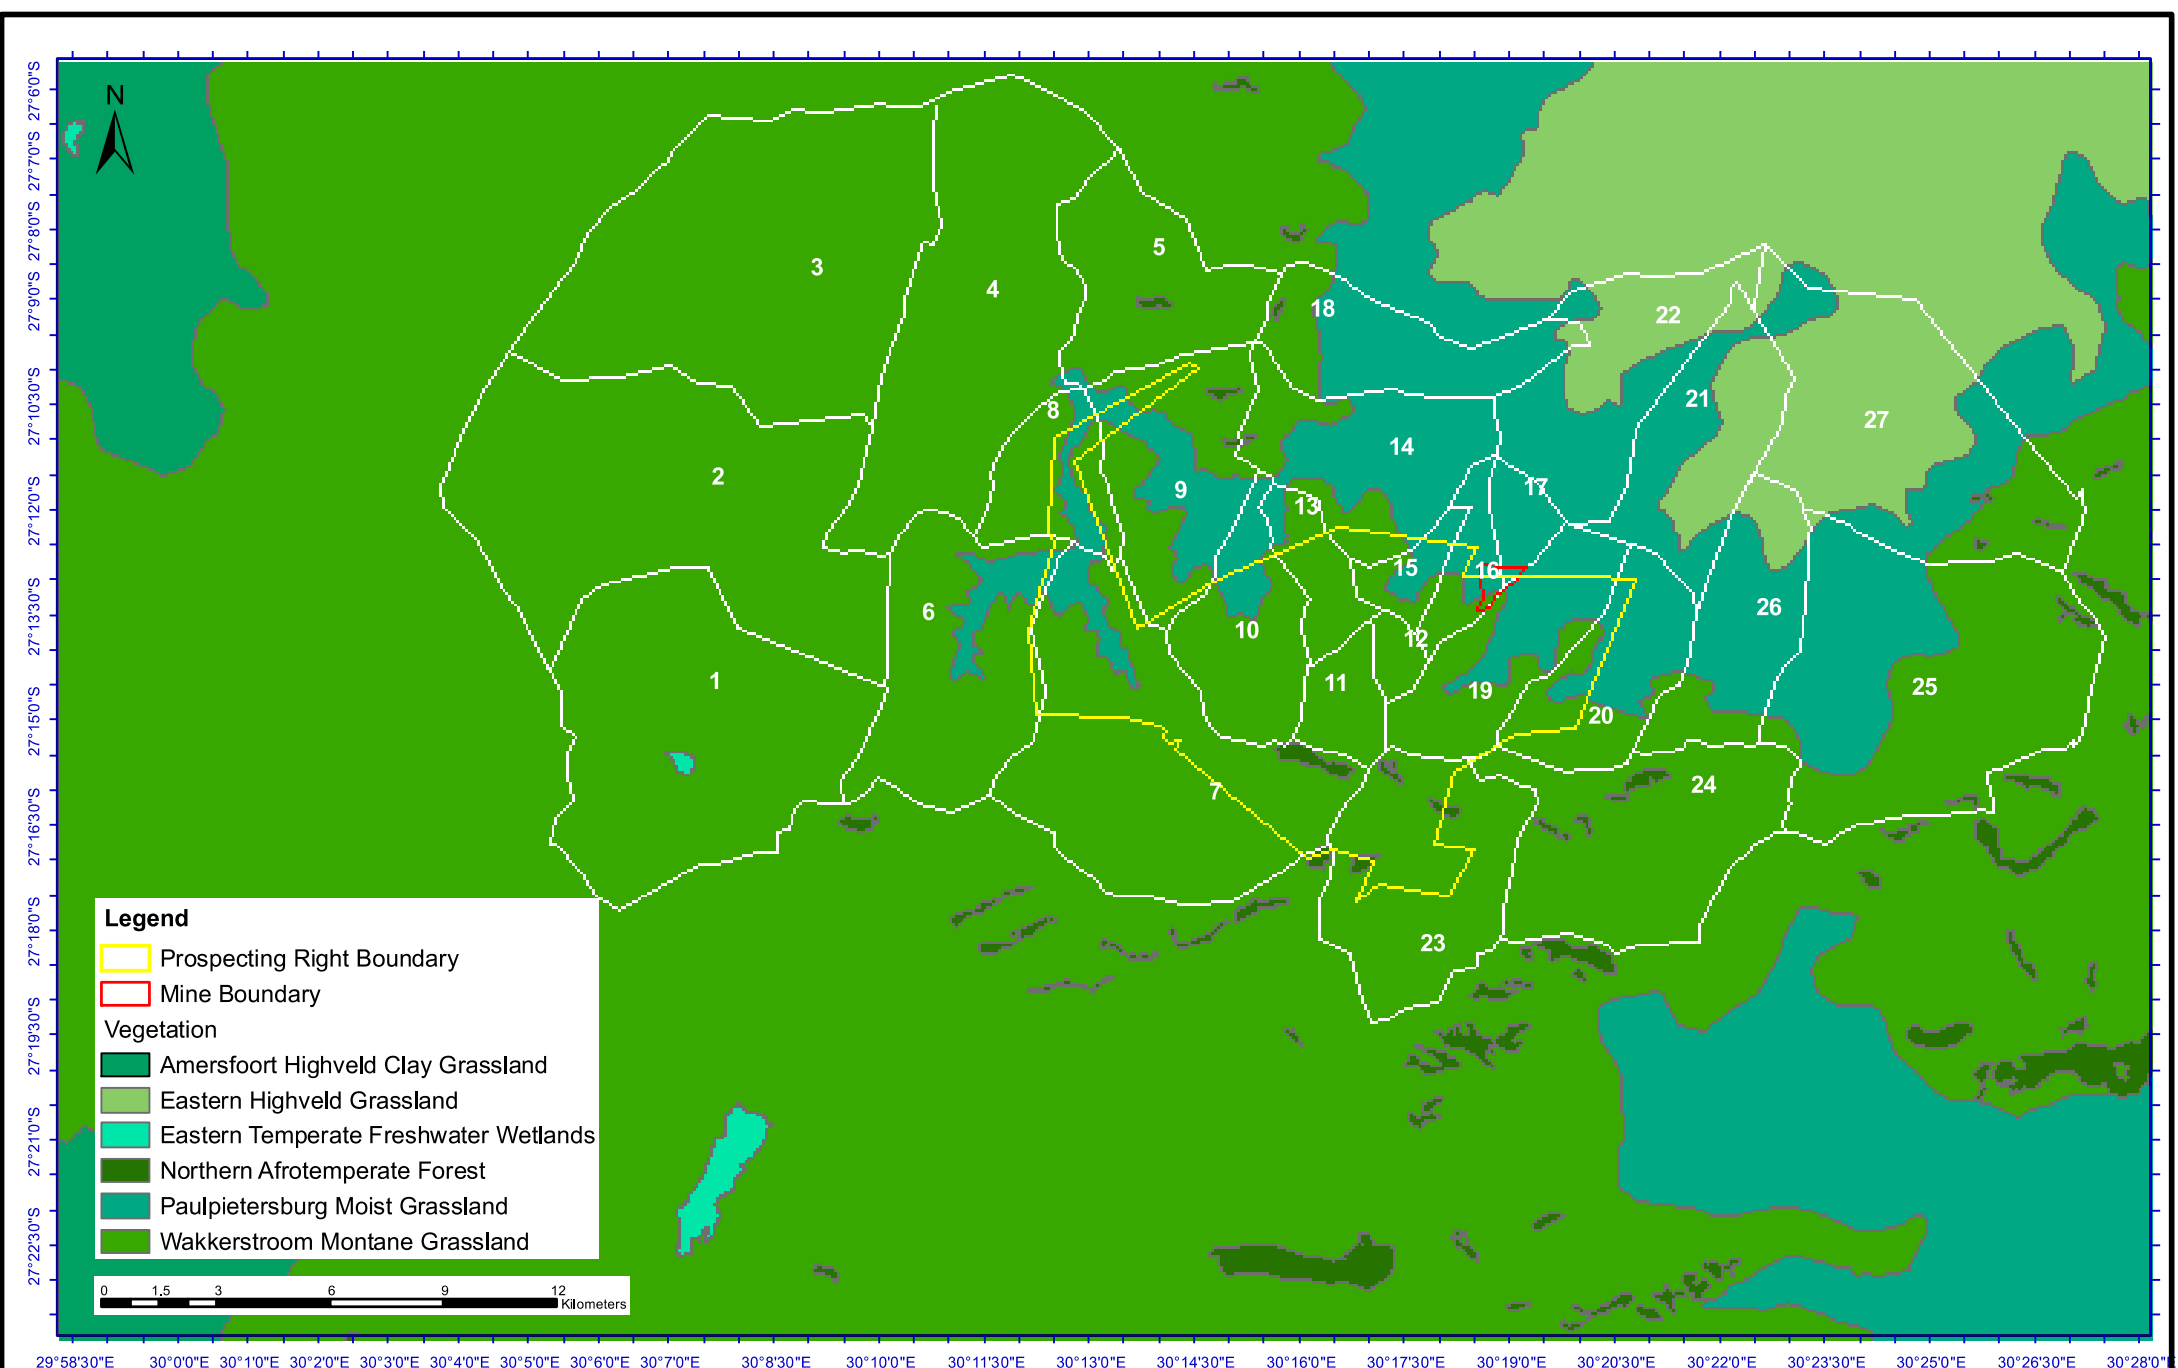 N
3
4
5
18
22
8
21
27
14
2
9
17
13
15
16
6
26
10
12
1
11
19
25
20
7
24
23
27°6'0"S
27°7'0"S
27°8'0"S
27°9'0"S
27°10'30"S
27°12'0"S
27°13'30"S
27°15'0"S
27°16'30"S
27°18'0"S
27°19'30"S
27°21'0"S
27°22'30"S
Legend
Prospecting Right Boundary
Mine Boundary
Vegetation
Amersfoort Highveld Clay Grassland
Eastern Highveld Grassland
Eastern Temperate Freshwater Wetlands
Northern Afrotemperate Forest
Paulpietersburg Moist Grassland
Wakkerstroom Montane Grassland
0 1.5 3 6 9 12
Kilometers
29°58'30"E 30°0'0"E 30°1'0"E 30°2'0"E 30°3'0"E 30°4'0"E 30°5'0"E 30°6'0"E 30°7'0"E 30°8'30"E 30°10'0"E 30°11'30"E 30°13'0"E 30°14'30"E 30°16'0"E 30°17'30"E 30°19'0"E 30°20'30"E 30°22'0"E 30°23'30"E 30°25'0"E 30°26'30"E 30°28'0"E